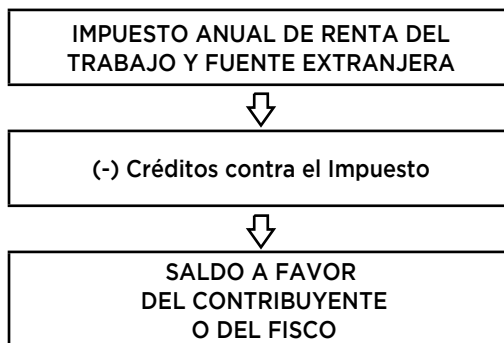 IMPUESTO ANUAL DE RENTA DEL
TRABAJO Y FUENTE EXTRANJERA
(-) Créditos contra el Impuesto
SALDO A FAVOR
DEL CONTRIBUYENTE
O DEL FISCO